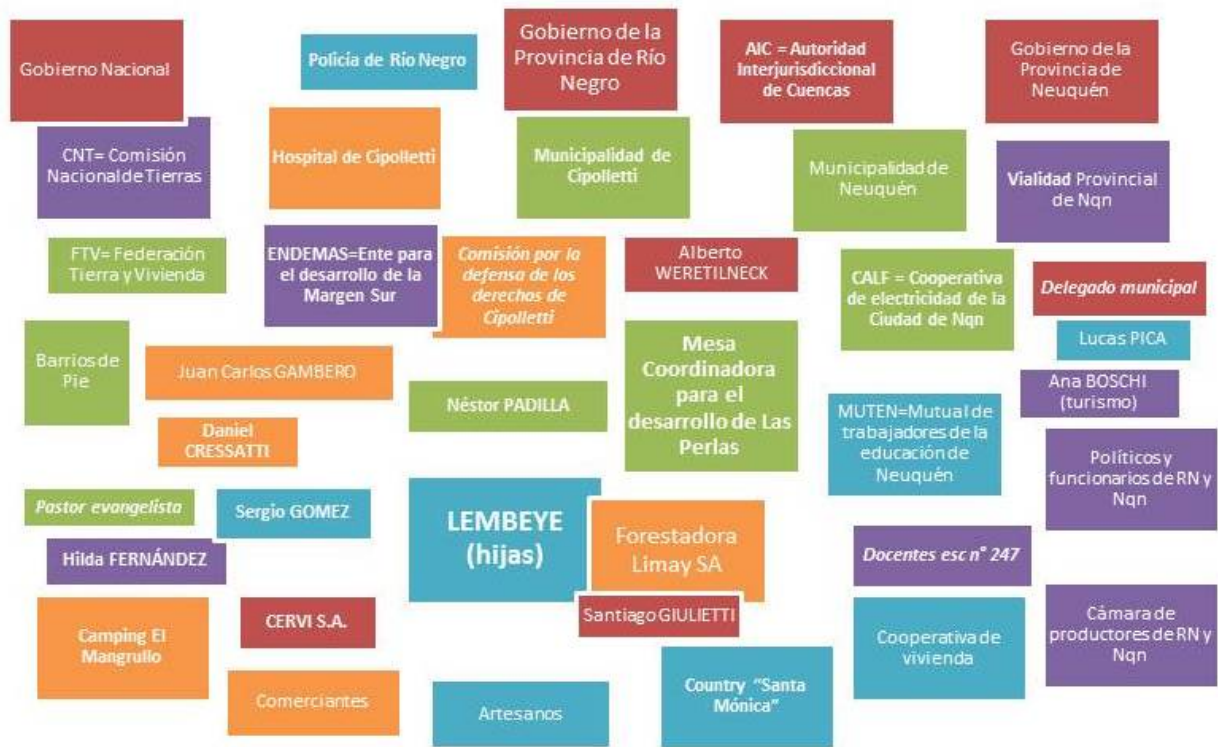 Gobierno Nacional
Policía de Río Negro
Gobierno de la
Provincia de Río
Negro
AIC = Autoridad
Interjurisdiccional
de Cuencas
Gobierno de la
Provincia de
Neuquén
CNT= Comisión
Nacional de Tierras
Hospital de Cipolletti
Municipalidad de
Cipolletti
Municipalidad de
Neuquén
Vialidad Provincial
de Nqn
FTV= Federación
Tierra y Vivienda
ENDEMAS=Ente para
el desarrollo de la
Margen Sur
Comisión por la
defensa de los
derechos de
Cipolletti
Alberto
WERETILNECK
CALF = Cooperativa
de electricidad de la
Ciudad de Nqn
Delegado municipal
Lucas PICA
Barrios de
Pie
Juan Carlos GAMBERO
Daniel
CRESSATTI
Néstor PADILLA
Mesa
Coordinadora
para el
desarrollo de Las
Perlas
Ana BOSCHI
(turismo)
MUTEN=Mutual de
trabajadores de la
educación de
Neuquén
Políticos y
funcionarios de RN y
Nqn
Pastor evangelista
Sergio GOMEZ
Hilda FERNÁNDEZ
LEMBEYE
(hijas)
Forestadora
Limay SA
Santiago GIULIETTI
Docentes esc n° 247
Camping El
Mangrullo
CERVI S.A.
Comerciantes
Artesanos
Country “Santa
Mónica”
Cooperativa de
vivienda
Cámara de
productores de RN y
Nqn